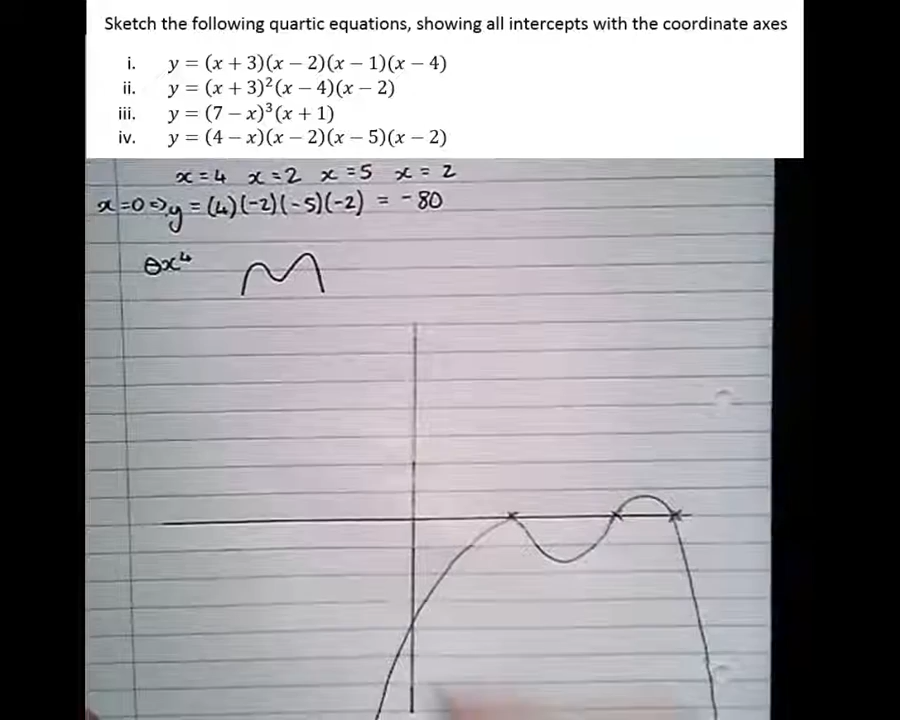 Sketch the following quartic equations, showing all intercepts with the coordinate axes
i. y = (x + 3)(x − 2)(x − 1)(x − 4)
ii. y = (x + 3)²(x − 4)(x − 2)
iii. y = (7 − x)³(x + 1)
iv. y = (4 − x)(x − 2)(x − 5)(x − 2)
x = 4 x = 2 x = 5 x = 2
x = 0 => y = (4)(-2)(-5)(-2) = -80
⊖x⁴